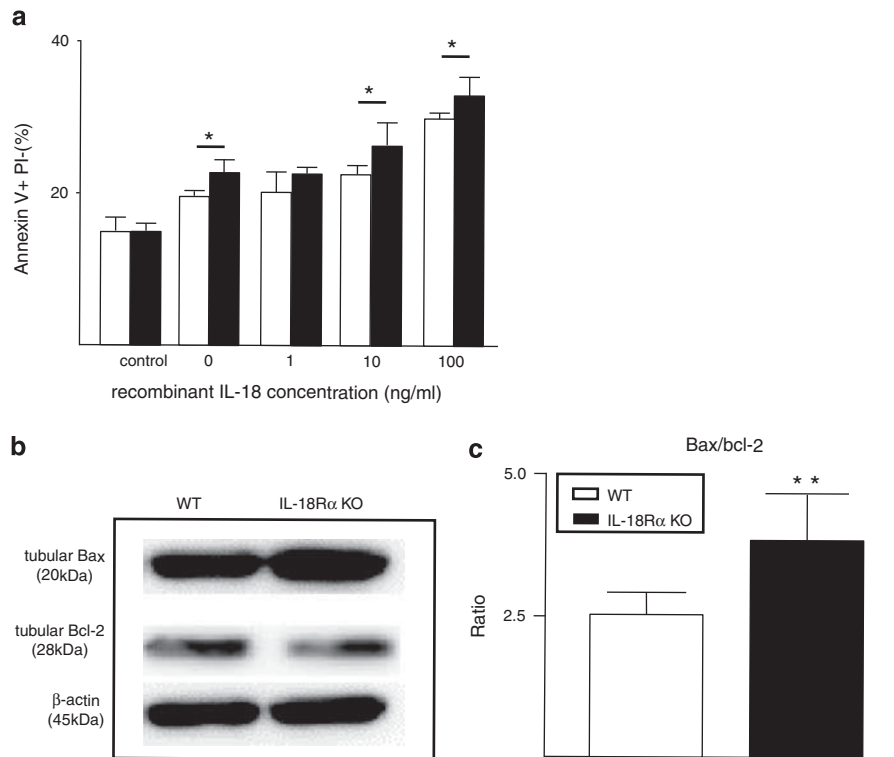 a
40
20
Annexin V+ PI-(%)
*
*
*
control 0 1 10 100
recombinant IL-18 concentration (ng/ml)
b
WT IL-18Rα KO
tubular Bax
(20kDa)
tubular Bcl-2
(28kDa)
β-actin
(45kDa)
c
Bax/bcl-2
5.0
2.5
Ratio
WT
IL-18Rα KO
* *